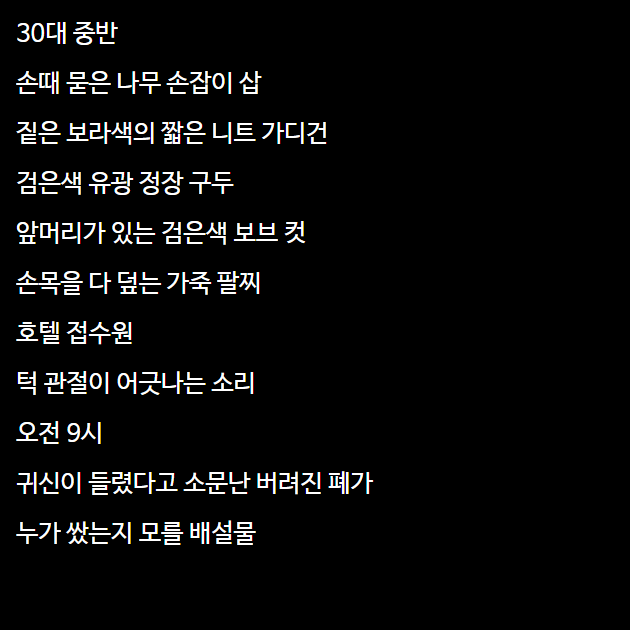 30대 중반
손때 묻은 나무 손잡이 삽
짙은 보라색의 짧은 니트 가디건
검은색 유광 정장 구두
앞머리가 있는 검은색 보브 컷
손목을 다 덮는 가죽 팔찌
호텔 접수원
턱 관절이 어긋나는 소리
오전 9시
귀신이 들렸다고 소문난 버려진 폐가
누가 쌌는지 모를 배설물